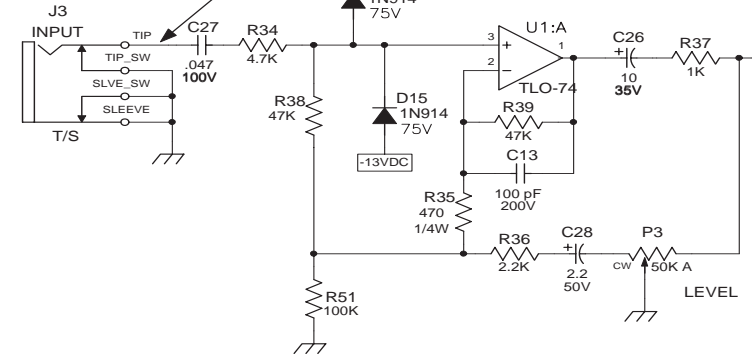 J3
INPUT
TIP
TIP_SW
SLVE_SW
SLEEVE
T/S
C27
.047
100V
R34
4.7K
1N914
75V
R38
47K
D15
1N914
75V
-13VDC
3
+
2
−
1
U1:A
TLO-74
R39
47K
C13
100 pF
200V
C26
+
10
35V
R37
1K
R35
470
1/4W
R36
2.2K
C28
+
2.2
50V
P3
CW
50K A
LEVEL
R51
100K